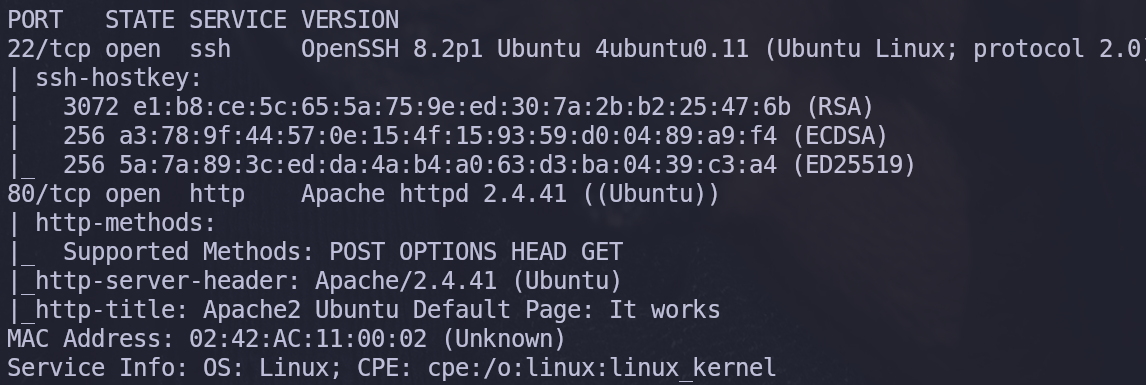 PORT   STATE SERVICE VERSION
22/tcp open  ssh     OpenSSH 8.2p1 Ubuntu 4ubuntu0.11 (Ubuntu Linux; protocol 2.0)
| ssh-hostkey:
|   3072 e1:b8:ce:5c:65:5a:75:9e:ed:30:7a:2b:b2:25:47:6b (RSA)
|   256 a3:78:9f:44:57:0e:15:4f:15:93:59:d0:04:89:a9:f4 (ECDSA)
|_  256 5a:7a:89:3c:ed:da:4a:b4:a0:63:d3:ba:04:39:c3:a4 (ED25519)
80/tcp open  http    Apache httpd 2.4.41 ((Ubuntu))
| http-methods:
|_  Supported Methods: POST OPTIONS HEAD GET
|_http-server-header: Apache/2.4.41 (Ubuntu)
|_http-title: Apache2 Ubuntu Default Page: It works
MAC Address: 02:42:AC:11:00:02 (Unknown)
Service Info: OS: Linux; CPE: cpe:/o:linux:linux_kernel